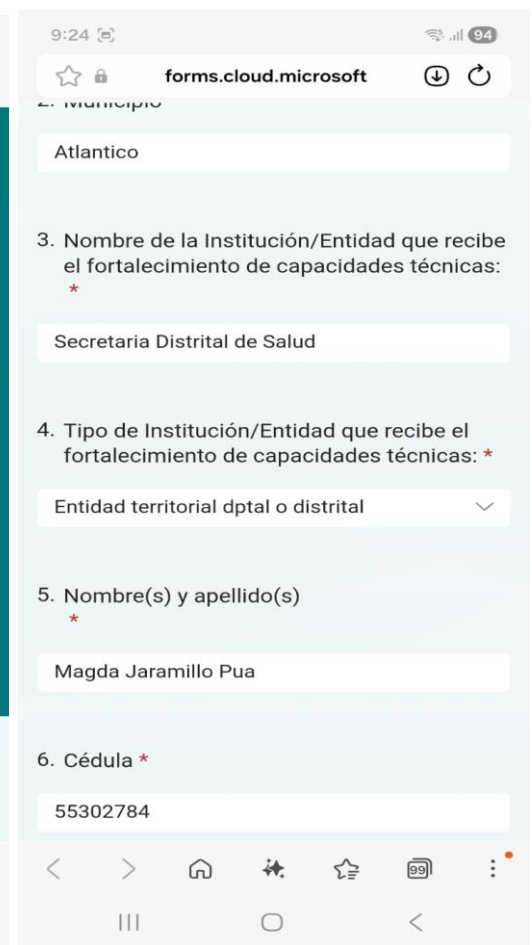 9:24
94
forms.cloud.microsoft
2. Municipio
Atlantico
3. Nombre de la Institución/Entidad que recibe
el fortalecimiento de capacidades técnicas:
*
Secretaria Distrital de Salud
4. Tipo de Institución/Entidad que recibe el
fortalecimiento de capacidades técnicas: *
Entidad territorial dptal o distrital
5. Nombre(s) y apellido(s)
*
Magda Jaramillo Pua
6. Cédula *
55302784
99